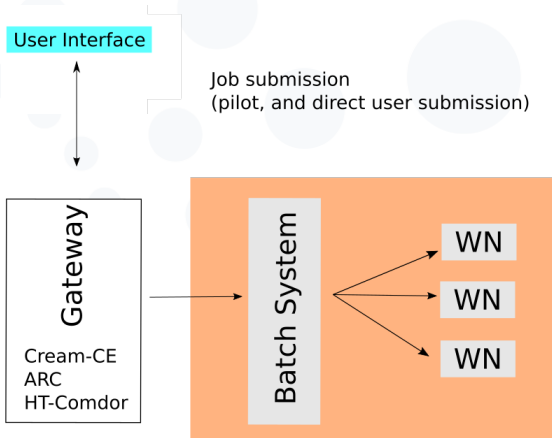 User Interface
Job submission
(pilot, and direct user submission)
Gateway
Cream-CE
ARC
HT-Comdor
Batch System
WN
WN
WN